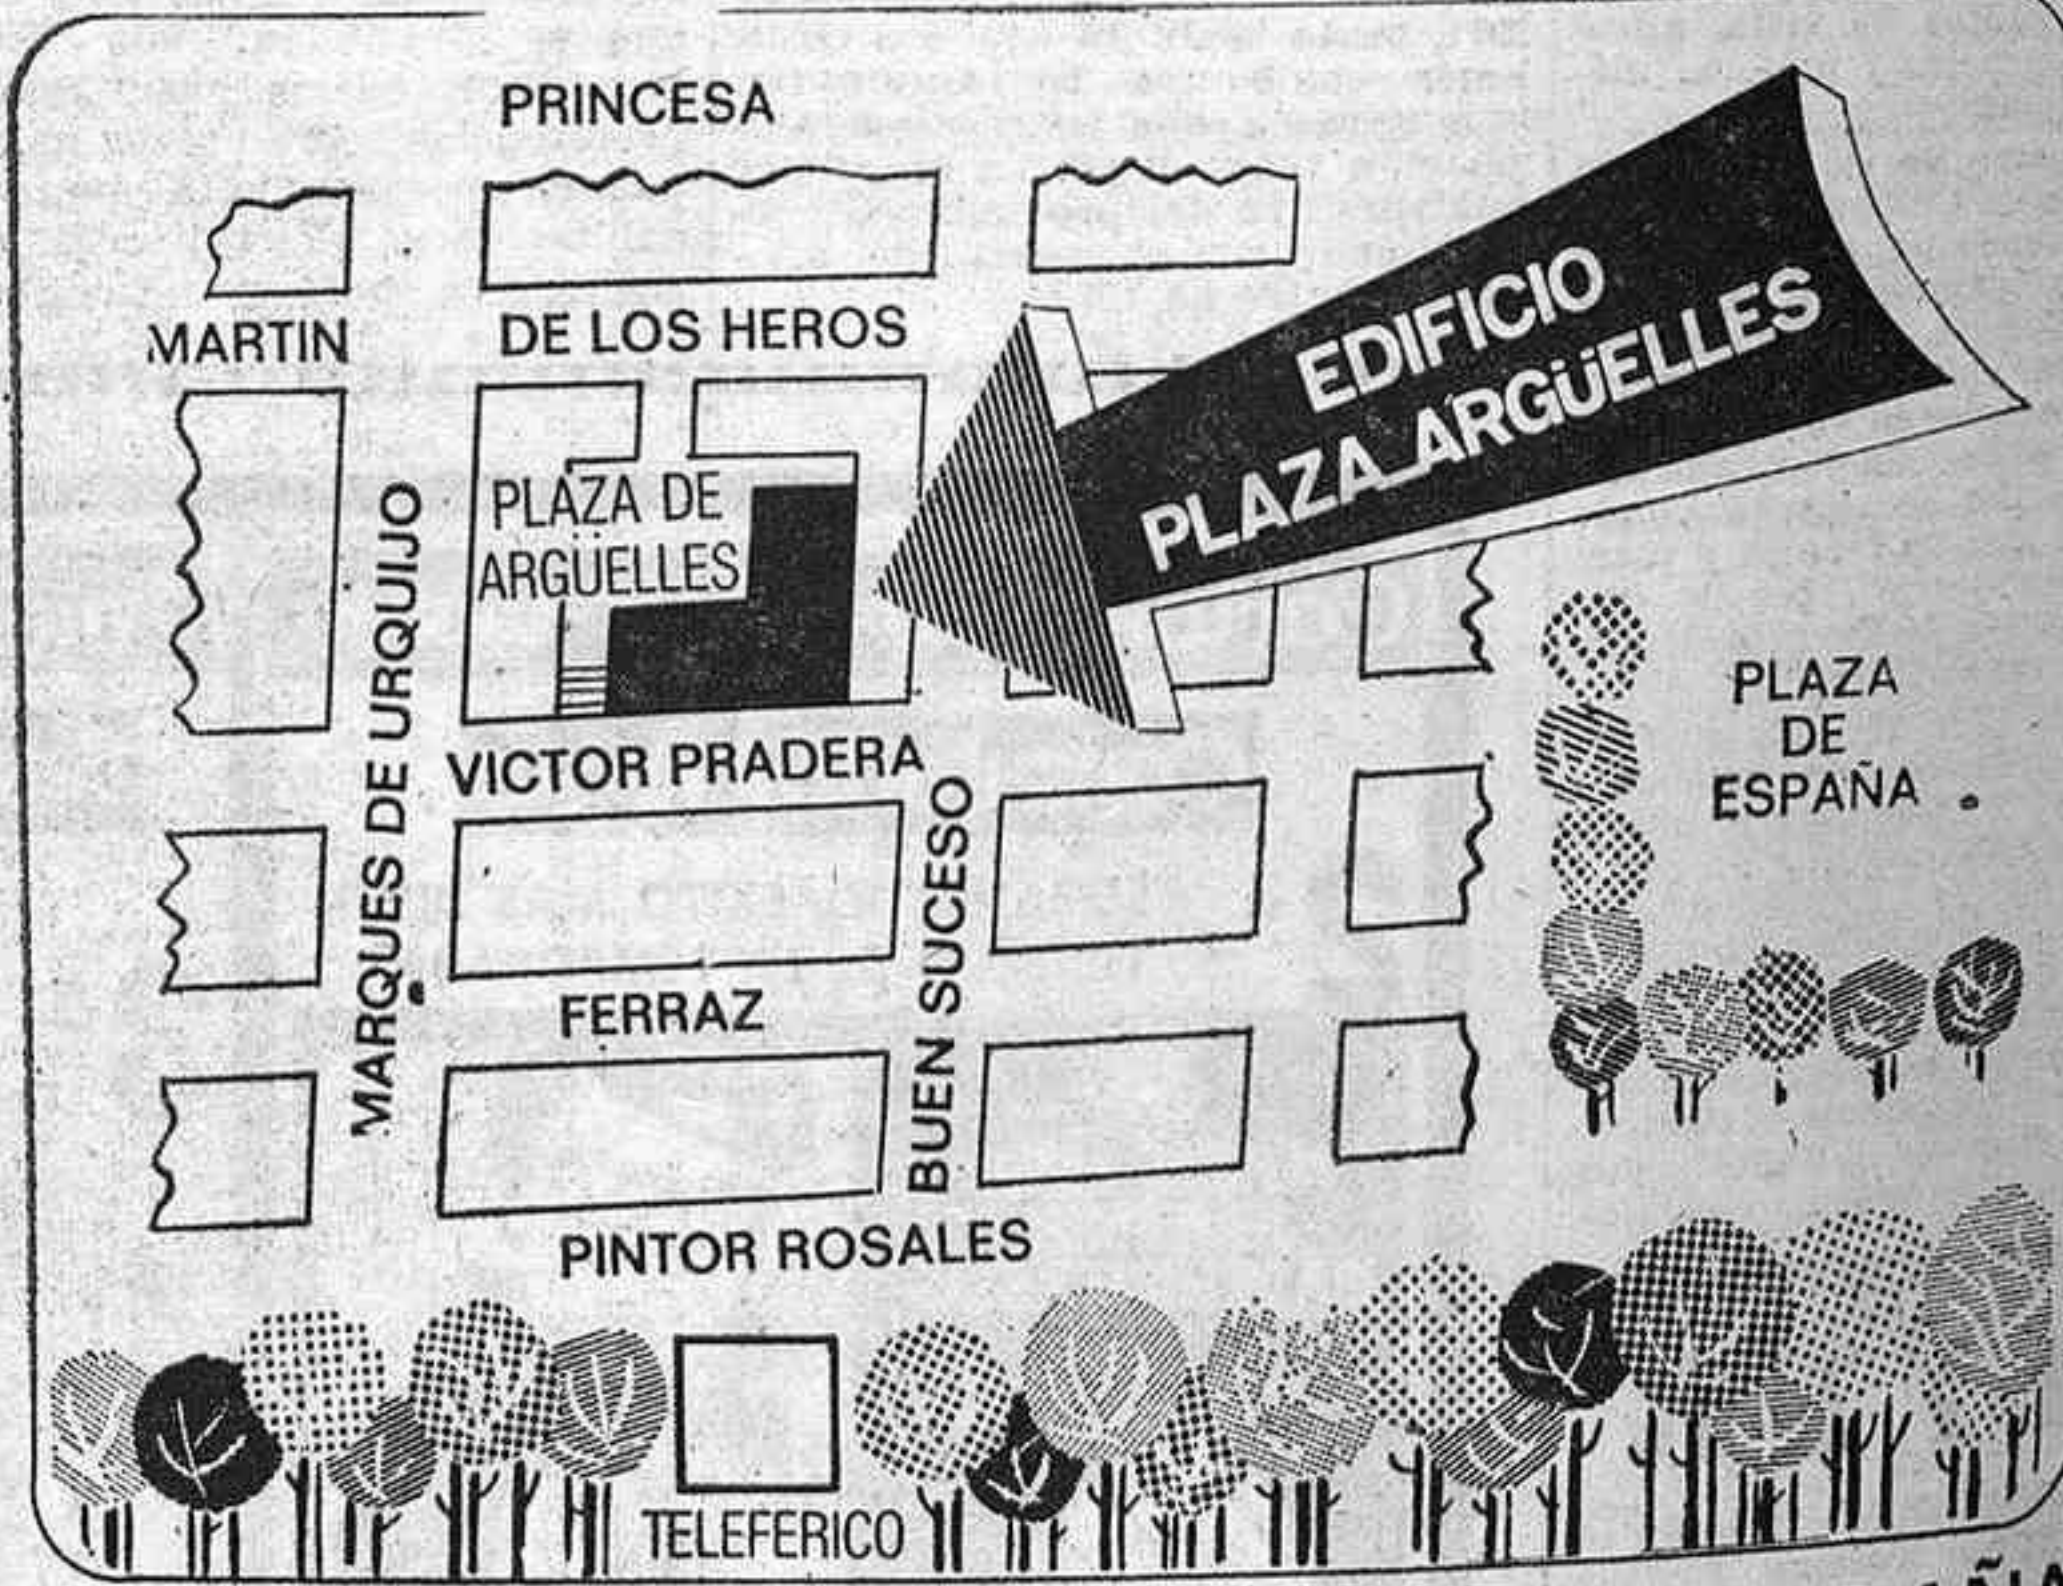 PRINCESA
EDIFICIO
PLAZA ARGÜELLES
MARTIN DE LOS HEROS
PLAZA DE
ARGÜELLES
MARQUES DE URQUIJO
PLAZA
DE
ESPAÑA
VICTOR PRADERA
BUEN SUCESO
FERRAZ
PINTOR ROSALES
TELEFERICO